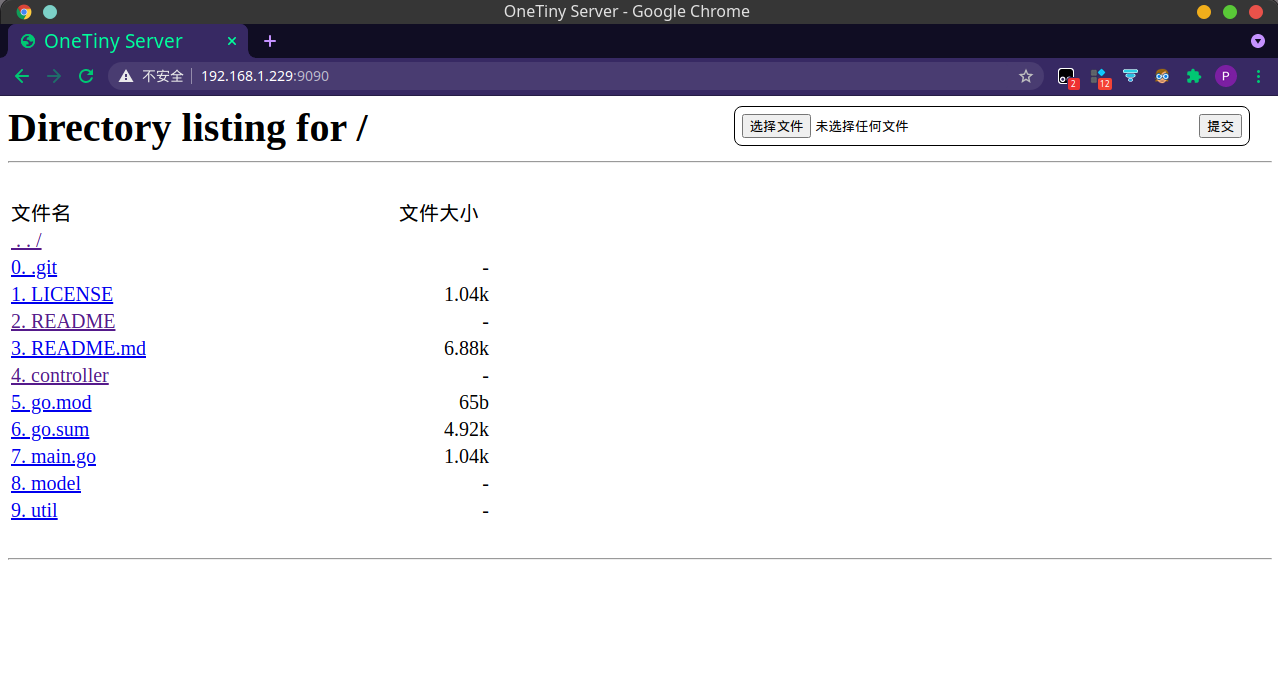 OneTiny Server - Google Chrome
OneTiny Server
不安全 192.168.1.229:9090
2
12
P
Directory listing for /
选择文件 未选择任何文件 提交
文件名 文件大小
../
0. .git -
1. LICENSE 1.04k
2. README -
3. README.md 6.88k
4. controller -
5. go.mod 65b
6. go.sum 4.92k
7. main.go 1.04k
8. model -
9. util -